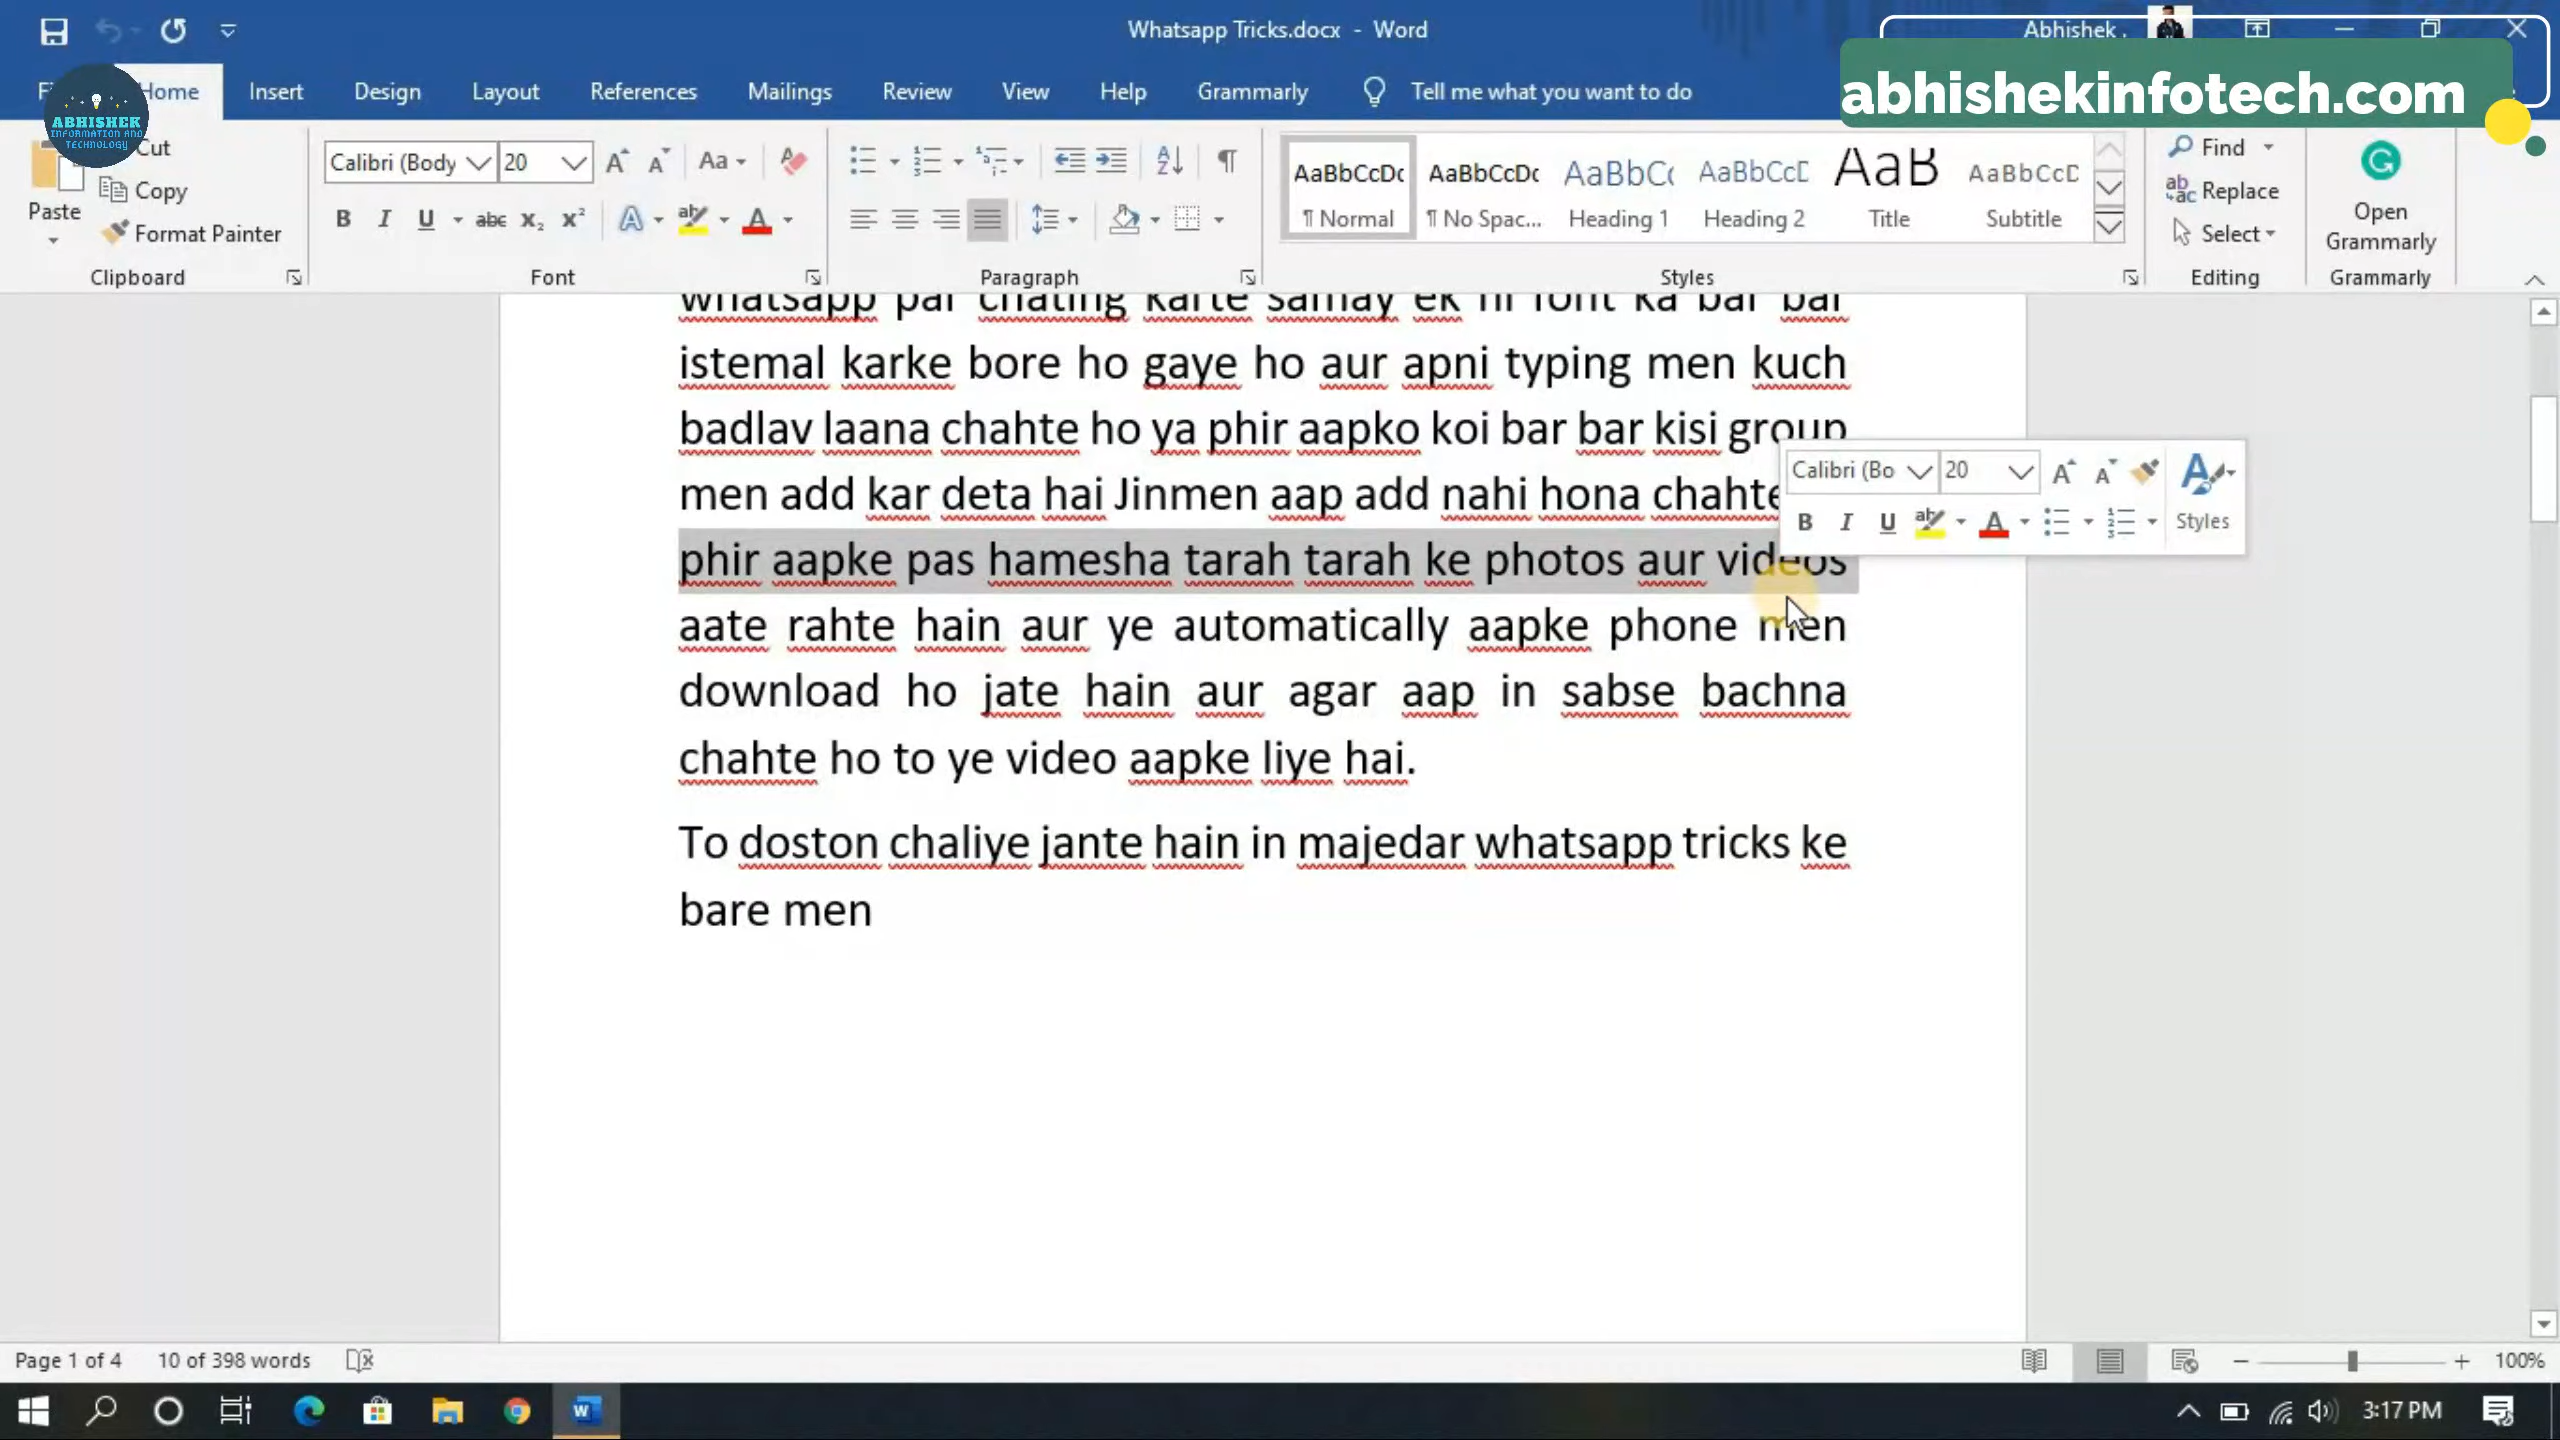 Whatsapp Tricks.docx - Word
Abhishek .
abhishekinfotech.com
Home Insert Design Layout References Mailings Review View Help Grammarly Tell me what you want to do
ABHISHEK
INFORMATION AND
TECHNOLOGY
Paste
Cut
Copy
Format Painter
Clipboard
Calibri (Body 20
Aa
B I U abc x₂ x²
Font
Paragraph
AaBbCcDc AaBbCcDc AaBbCc AaBbCcD AaB AaBbCcD
¶ Normal ¶ No Spac... Heading 1 Heading 2 Title Subtitle
Styles
Find
Replace
Select
Editing
Open
Grammarly
Grammarly
whatsapp par chating karte samay ek hi font ka bar bar
istemal karke bore ho gaye ho aur apni typing men kuch
badlav laana chahte ho ya phir aapko koi bar bar kisi group
men add kar deta hai Jinmen aap add nahi hona chahte
phir aapke pas hamesha tarah tarah ke photos aur videos
aate rahte hain aur ye automatically aapke phone men
download ho jate hain aur agar aap in sabse bachna
chahte ho to ye video aapke liye hai.
To doston chaliye jante hain in majedar whatsapp tricks ke
bare men
Calibri (Bo 20
B I U
Styles
Page 1 of 4 10 of 398 words
100%
3:17 PM